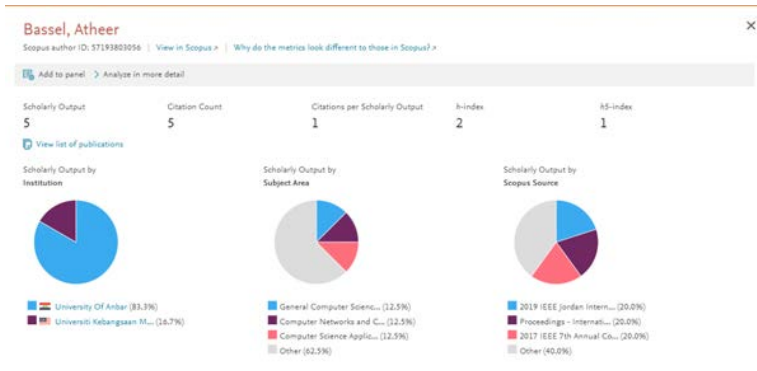 Bassel, Atheer
Scopus author ID: 57193803056 | View in Scopus ↗ | Why do the metrics look different to those in Scopus? ↗
Add to panel > Analyze in more detail
Scholarly Output
5
Citation Count
5
Citations per Scholarly Output
1
h-index
2
h5-index
1
View list of publications
Scholarly Output by
Institution
University Of Anbar (83.3%)
Universiti Kebangsaan M... (16.7%)
Scholarly Output by
Subject Area
General Computer Scienc... (12.5%)
Computer Networks and C... (12.5%)
Computer Science Applic... (12.5%)
Other (62.5%)
Scholarly Output by
Scopus Source
2019 IEEE Jordan Intern... (20.0%)
Proceedings - Internati... (20.0%)
2017 IEEE 7th Annual Co... (20.0%)
Other (40.0%)